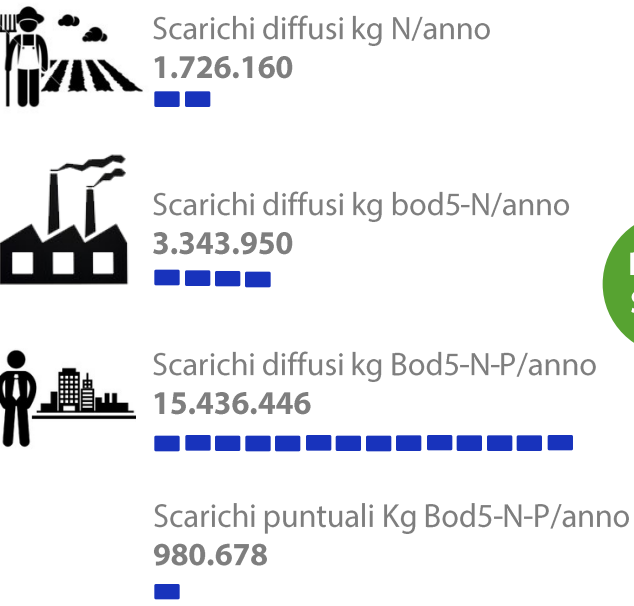 Scarichi diffusi kg N/anno
1.726.160
Scarichi diffusi kg bod5-N/anno
3.343.950
Scarichi diffusi kg Bod5-N-P/anno
15.436.446
Scarichi puntuali Kg Bod5-N-P/anno
980.678